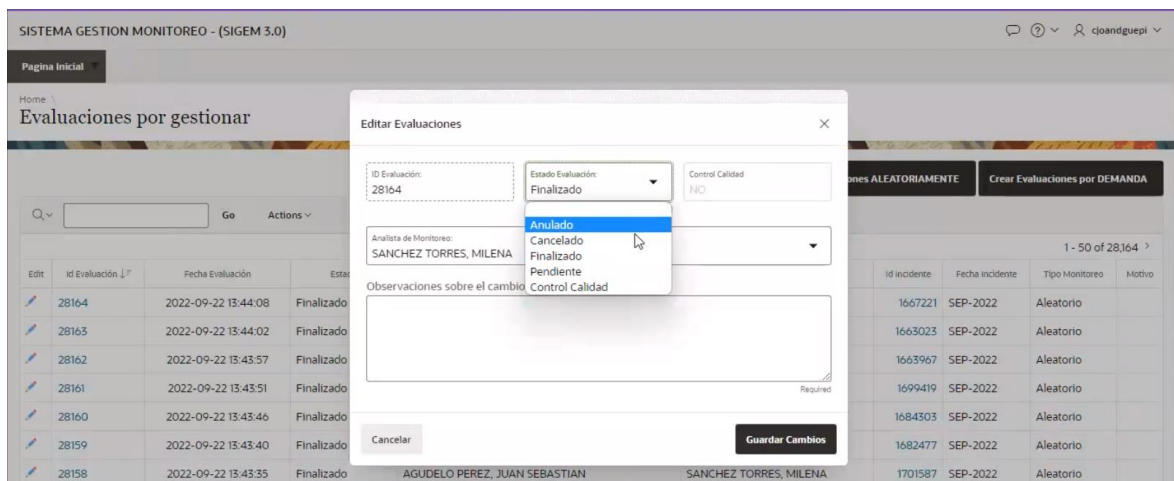 SISTEMA GESTION MONITOREO - (SIGEM 3.0)
cjoandguepi
Pagina Inicial
Home \
Evaluaciones por gestionar
Editar Evaluaciones
ID Evaluación:
28164
Estado Evaluación:
Finalizado
Control Calidad
NO
ones ALEATORIAMENTE
Crear Evaluaciones por DEMANDA
Anulado
Cancelado
Finalizado
Pendiente
Control Calidad
Go
Actions
Analista de Monitoreo:
SANCHEZ TORRES, MILENA
Observaciones sobre el cambio
Required
Cancelar
Guardar Cambios
1 - 50 of 28,164 >
Edit Id Evaluación Fecha Evaluación Estad Id incidente Fecha incidente Tipo Monitoreo Motivo
28164 2022-09-22 13:44:08 Finalizado 1667221 SEP-2022 Aleatorio
28163 2022-09-22 13:44:02 Finalizado 1663023 SEP-2022 Aleatorio
28162 2022-09-22 13:43:57 Finalizado 1663967 SEP-2022 Aleatorio
28161 2022-09-22 13:43:51 Finalizado 1699419 SEP-2022 Aleatorio
28160 2022-09-22 13:43:46 Finalizado 1684303 SEP-2022 Aleatorio
28159 2022-09-22 13:43:40 Finalizado 1682477 SEP-2022 Aleatorio
28158 2022-09-22 13:43:35 Finalizado AGUDELO PEREZ, JUAN SEBASTIAN SANCHEZ TORRES, MILENA 1701587 SEP-2022 Aleatorio